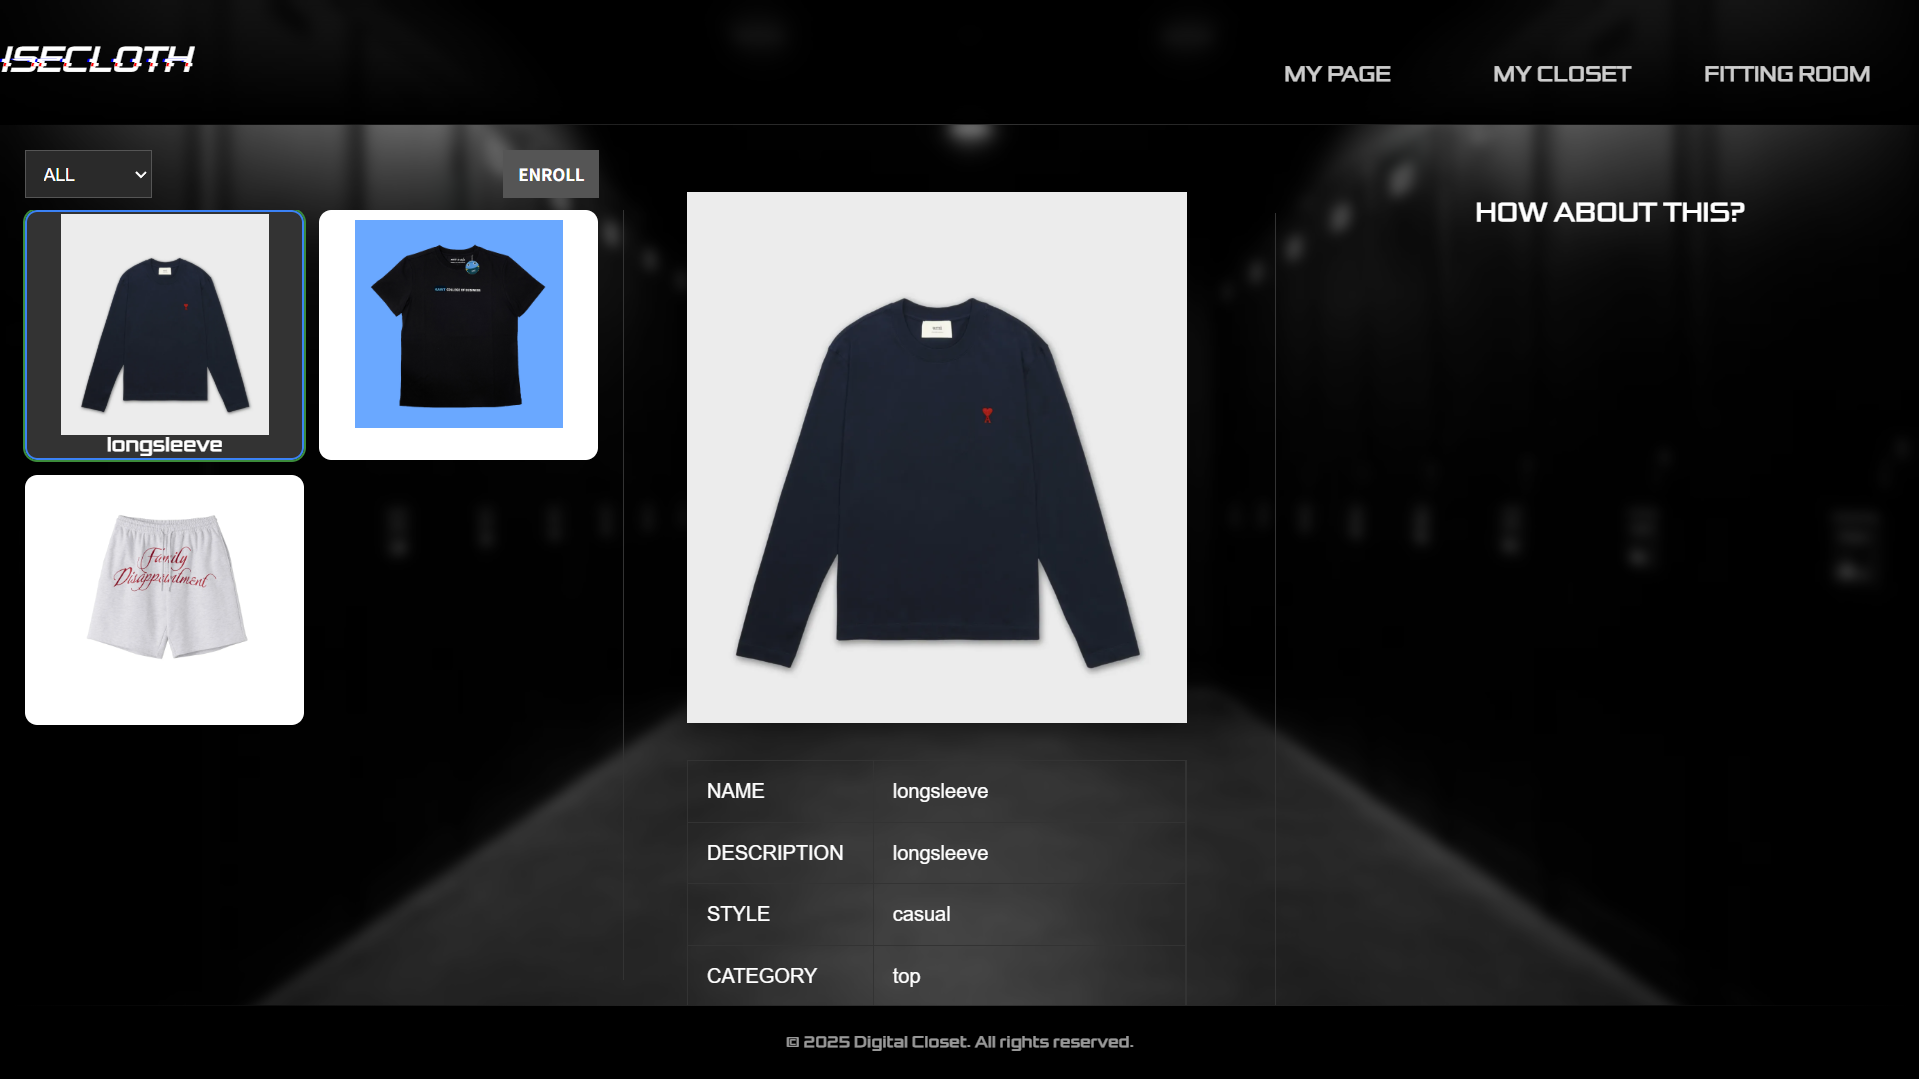 ISECLOTH
MY PAGE
MY CLOSET
FITTING ROOM
ALL
ENROLL
longsleeve
Family
Disappointment
HOW ABOUT THIS?
NAME
longsleeve
DESCRIPTION
longsleeve
STYLE
casual
CATEGORY
top
© 2025 Digital Closet. All rights reserved.